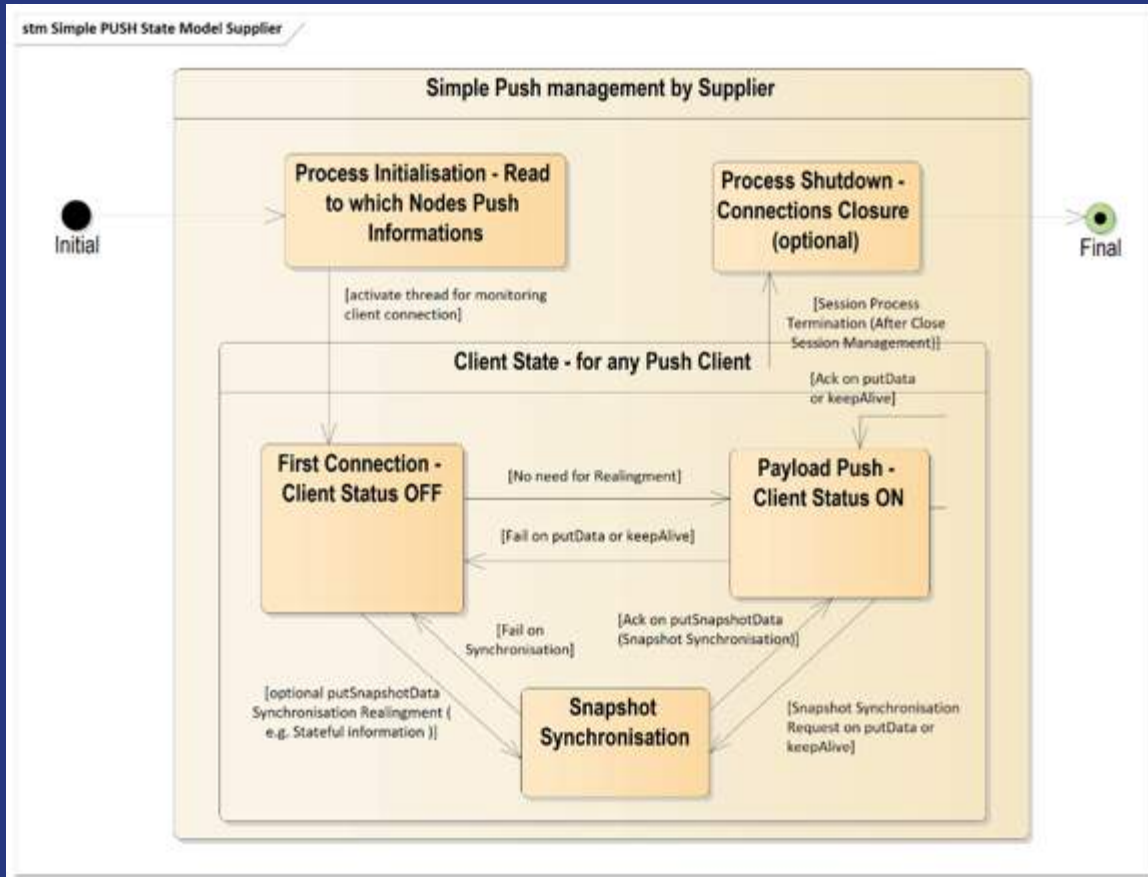 stm Simple PUSH State Model Supplier
Simple Push management by Supplier
Process Initialisation - Read
to which Nodes Push
Informations
Process Shutdown -
Connections Closure
(optional)
Initial
Final
[activate thread for monitoring
client connection]
[Session Process
Termination (After Close
Session Management)]
Client State - for any Push Client
[Ack on putData
or keepAlive]
First Connection -
Client Status OFF
[No need for Realingment]
Payload Push -
Client Status ON
[Fail on putData or keepAlive]
[Fail on
Synchronisation]
[Ack on putSnapshotData
(Snapshot Synchronisation)]
[optional putSnapshotData
Synchronisation Realingment (
e.g. Stateful information )]
Snapshot
Synchronisation
[Snapshot Synchronisation
Request on putData or
keepAlive]